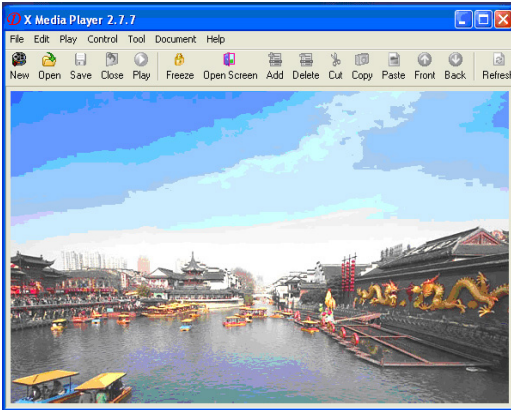 X Media Player 2.7.7
File Edit Play Control Tool Document Help
New Open Save Close Play Freeze Open Screen Add Delete Cut Copy Paste Front Back Refresh